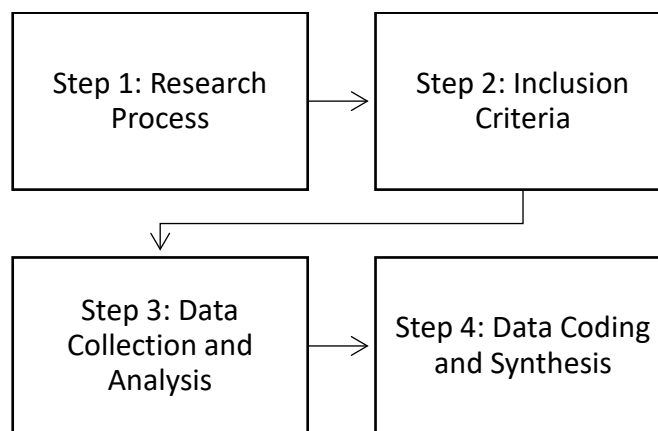 Step 1: Research
Process
Step 2: Inclusion
Criteria
Step 3: Data
Collection and
Analysis
Step 4: Data Coding
and Synthesis